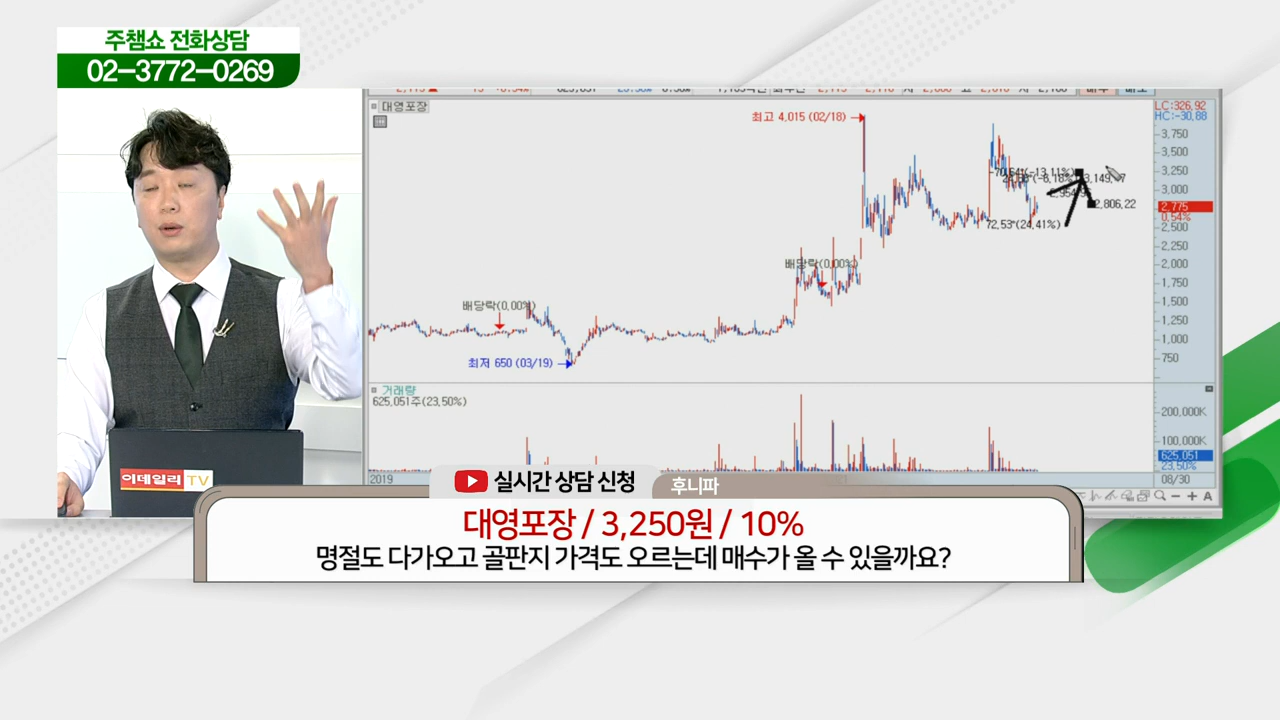 주챔쇼 전화상담
02-3772-0269
대영포장
최고 4,015 (02/18)
LC:326.92
HC:-30.88
3,750
3,500
3,250
3,000
2,775
0.54%
2,500
2,250
2,000
1,750
1,500
1,250
1,000
750
2,806.22
72.53°(24.41%)
배당락(0.00%)
배당락(0.00%)
최저 650 (03/19)
거래량
625,051주(23.50%)
200,000K
100,000K
625,051
23.50%
2019
08/30
이데일리 TV
실시간 상담 신청
후니파
대영포장 / 3,250원 / 10%
명절도 다가오고 골판지 가격도 오르는데 매수가 올 수 있을까요?